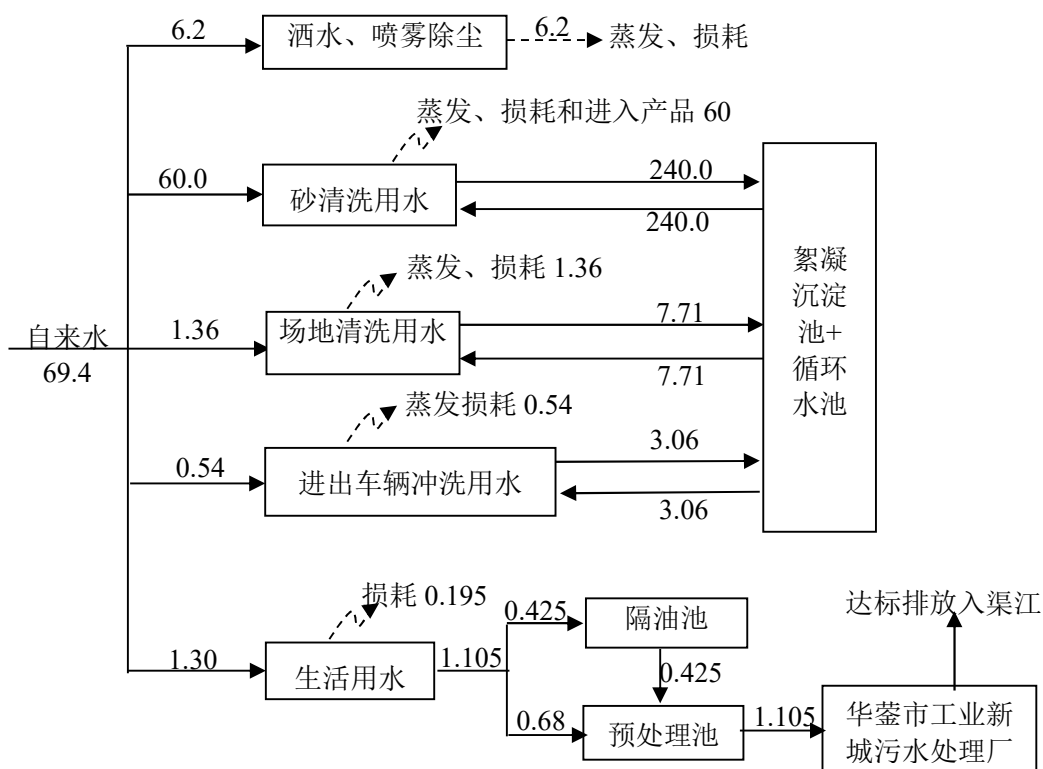 6.2
洒水、喷雾除尘
6.2
蒸发、损耗
蒸发、损耗和进入产品 60
60.0
砂清洗用水
240.0
240.0
蒸发、损耗 1.36
自来水
69.4
1.36
场地清洗用水
7.71
7.71
絮凝
沉淀
池+
循环
水池
蒸发损耗 0.54
0.54
进出车辆冲洗用水
3.06
3.06
损耗 0.195
1.30
生活用水
1.105
0.425
隔油池
0.425
0.68
预处理池
1.105
达标排放入渠江
华蓥市工业新
城污水处理厂